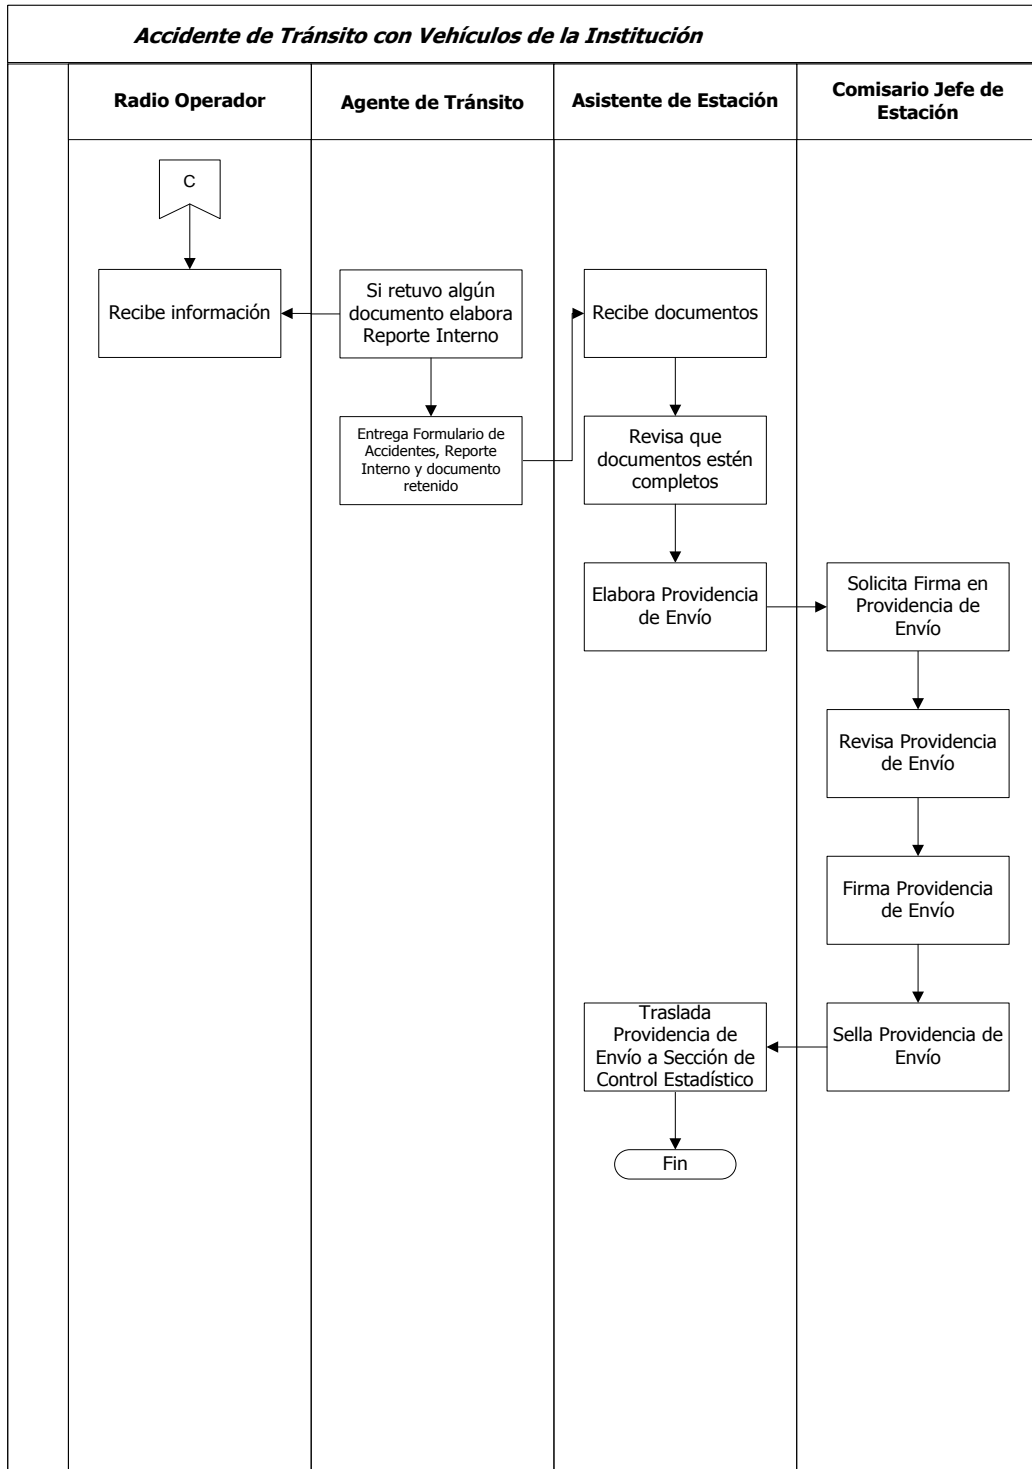 Accidente de Tránsito con Vehículos de la Institución
Radio Operador
Agente de Tránsito
Asistente de Estación
Comisario Jefe de
Estación
C
Recibe información
Si retuvo algún
documento elabora
Reporte Interno
Recibe documentos
Entrega Formulario de
Accidentes, Reporte
Interno y documento
retenido
Revisa que
documentos estén
completos
Elabora Providencia
de Envío
Solicita Firma en
Providencia de
Envío
Revisa Providencia
de Envío
Firma Providencia
de Envío
Sella Providencia de
Envío
Traslada
Providencia de
Envío a Sección de
Control Estadístico
Fin